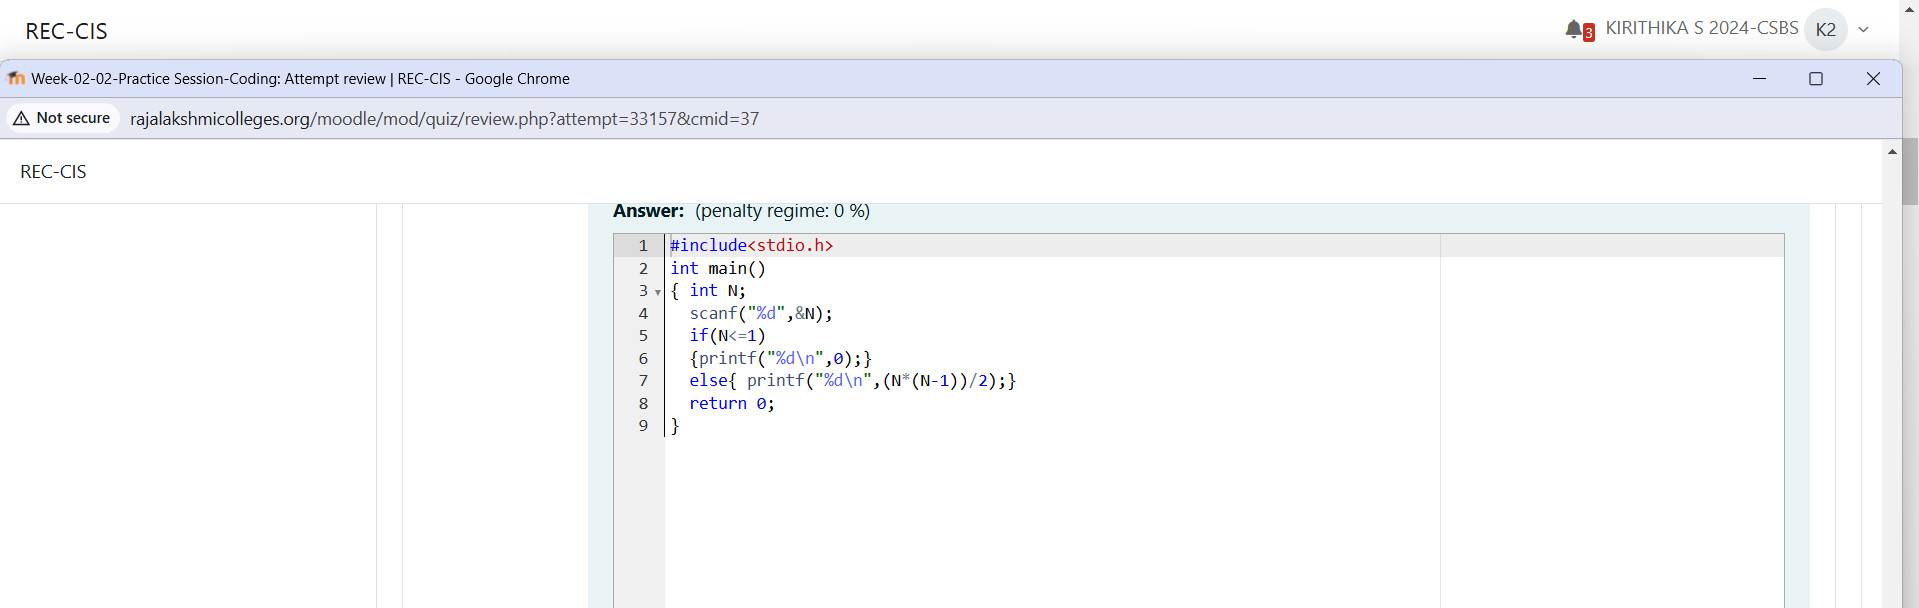 REC-CIS
3 KIRITHIKA S 2024-CSBS K2
Week-02-02-Practice Session-Coding: Attempt review | REC-CIS - Google Chrome
Not secure rajalakshmicolleges.org/moodle/mod/quiz/review.php?attempt=33157&cmid=37
REC-CIS
Answer: (penalty regime: 0 %)
1 #include<stdio.h>
2 int main()
3 { int N;
4 scanf("%d",&N);
5 if(N<=1)
6 {printf("%d\n",0);}
7 else{ printf("%d\n",(N*(N-1))/2);}
8 return 0;
9 }